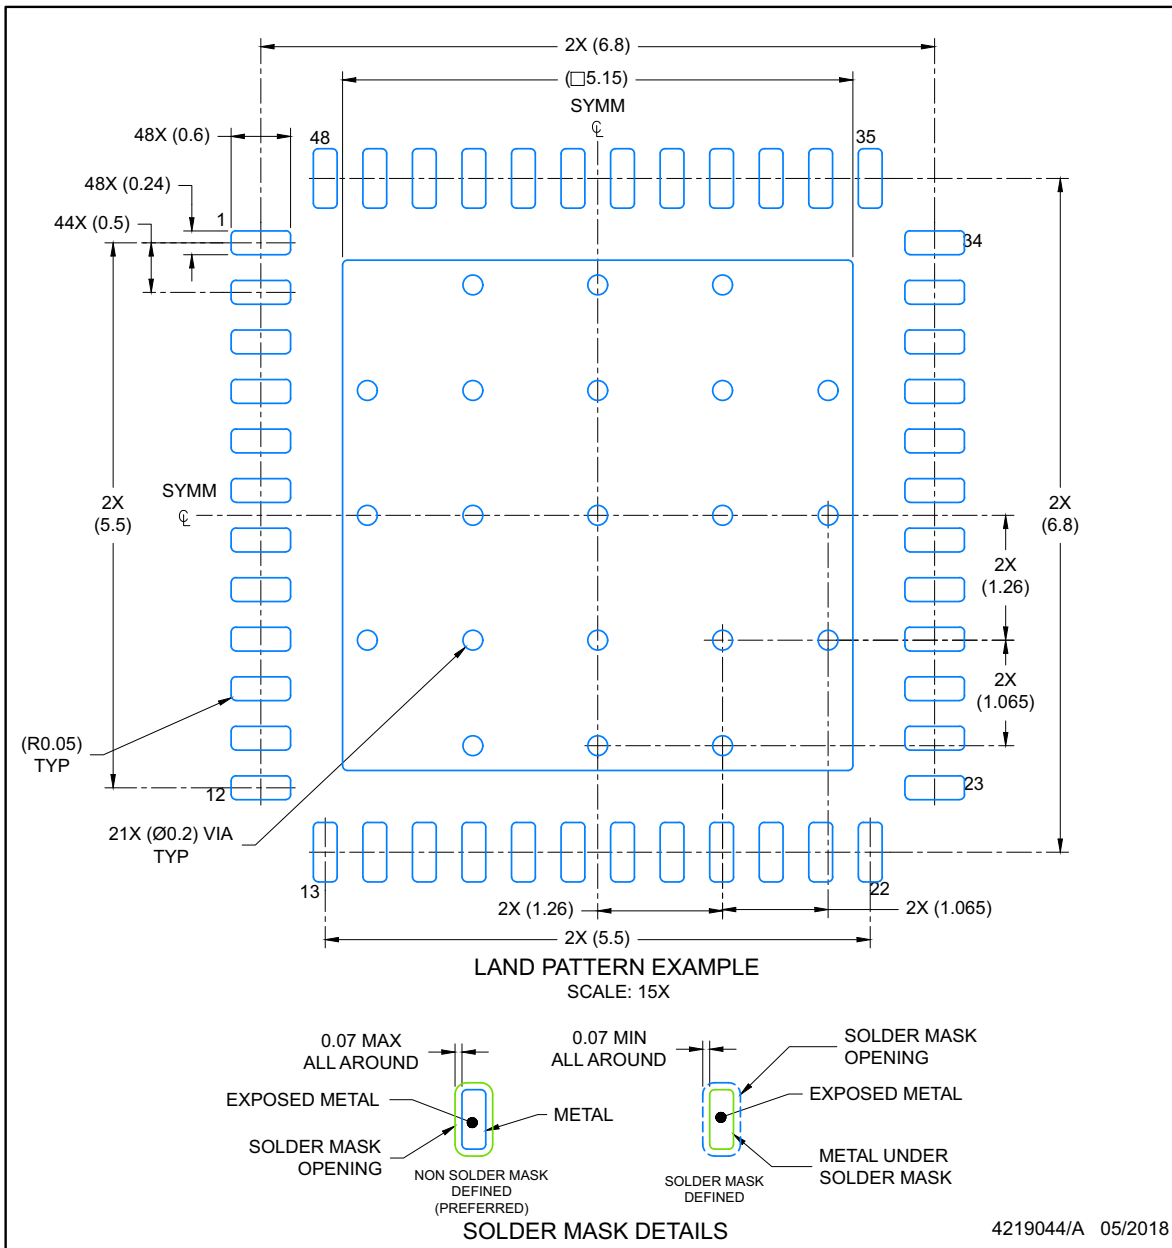 2X (6.8)
(□5.15)
SYMM
℄
48X (0.6)
48
35
48X (0.24)
44X (0.5)
1
34
SYMM
℄
2X
(5.5)
2X
(6.8)
2X
(1.26)
2X
(1.065)
(R0.05)
TYP
12
23
21X (Ø0.2) VIA
TYP
13
22
2X (1.26)
2X (1.065)
2X (5.5)
LAND PATTERN EXAMPLE
SCALE: 15X
0.07 MAX
ALL AROUND
0.07 MIN
ALL AROUND
SOLDER MASK
OPENING
EXPOSED METAL
EXPOSED METAL
METAL
SOLDER MASK
OPENING
METAL UNDER
SOLDER MASK
NON SOLDER MASK
DEFINED
(PREFERRED)
SOLDER MASK
DEFINED
SOLDER MASK DETAILS
4219044/A 05/2018